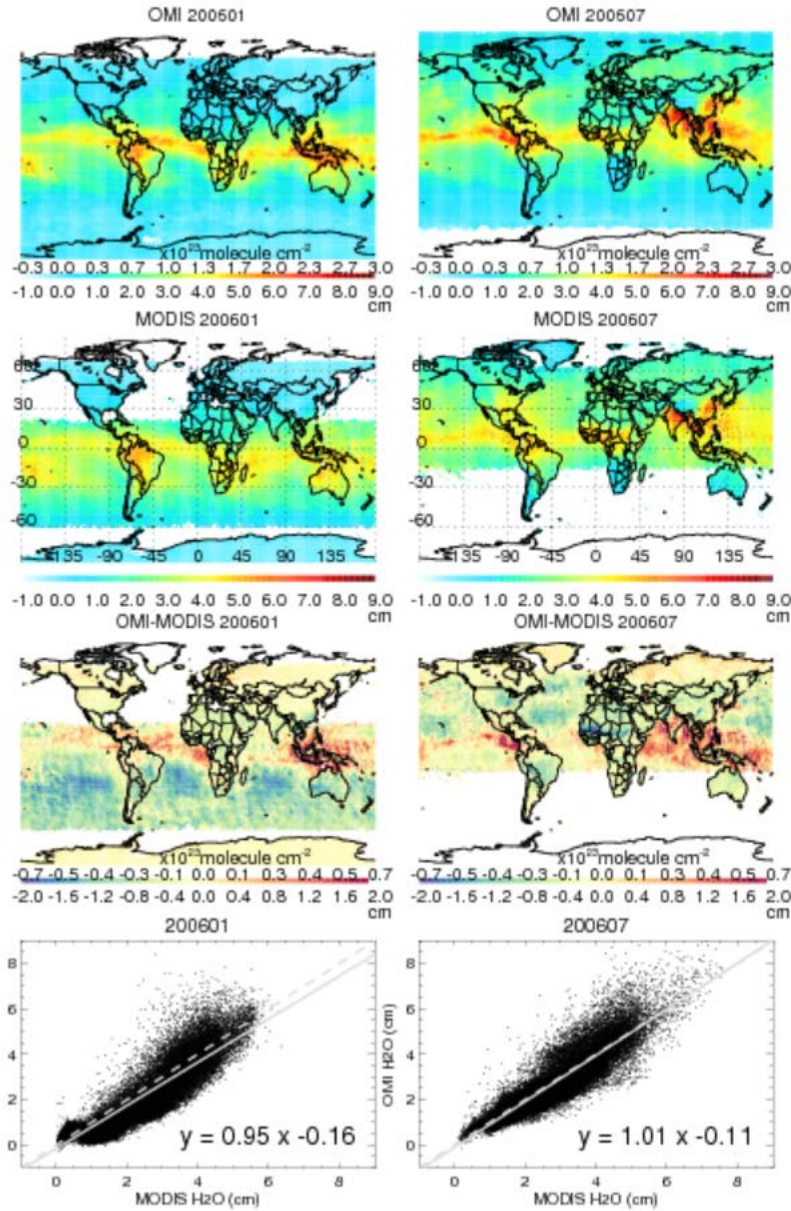 OMI 200601 OMI 200607
x10²³molecule cm⁻² x10²³molecule cm⁻²
-0.3 0.0 0.3 0.7 1.0 1.3 1.7 2.0 2.3 2.7 3.0 -0.3 0.0 0.3 0.7 1.0 1.3 1.7 2.0 2.3 2.7 3.0
-1.0 0.0 1.0 2.0 3.0 4.0 5.0 6.0 7.0 8.0 9.0 -1.0 0.0 1.0 2.0 3.0 4.0 5.0 6.0 7.0 8.0 9.0
cm cm
MODIS 200601 MODIS 200607
60 60
30 30
0 0
-30 -30
-60 -60
-135 -90 -45 0 45 90 135 -135 -90 -45 0 45 90 135
-1.0 0.0 1.0 2.0 3.0 4.0 5.0 6.0 7.0 8.0 9.0 -1.0 0.0 1.0 2.0 3.0 4.0 5.0 6.0 7.0 8.0 9.0
cm cm
OMI-MODIS 200601 OMI-MODIS 200607
x10²³molecule cm⁻² x10²³molecule cm⁻²
-0.7 -0.5 -0.4 -0.3 -0.1 0.0 0.1 0.3 0.4 0.5 0.7 -0.7 -0.5 -0.4 -0.3 -0.1 0.0 0.1 0.3 0.4 0.5 0.7
-2.0 -1.6 -1.2 -0.8 -0.4 0.0 0.4 0.8 1.2 1.6 2.0 -2.0 -1.6 -1.2 -0.8 -0.4 0.0 0.4 0.8 1.2 1.6 2.0
cm cm
200601 200607
8 8
6 6
4 OMI H2O (cm) 4
2 2
y = 0.95 x -0.16 y = 1.01 x -0.11
0 0
0 2 4 6 8 0 2 4 6 8
MODIS H2O (cm) MODIS H2O (cm)